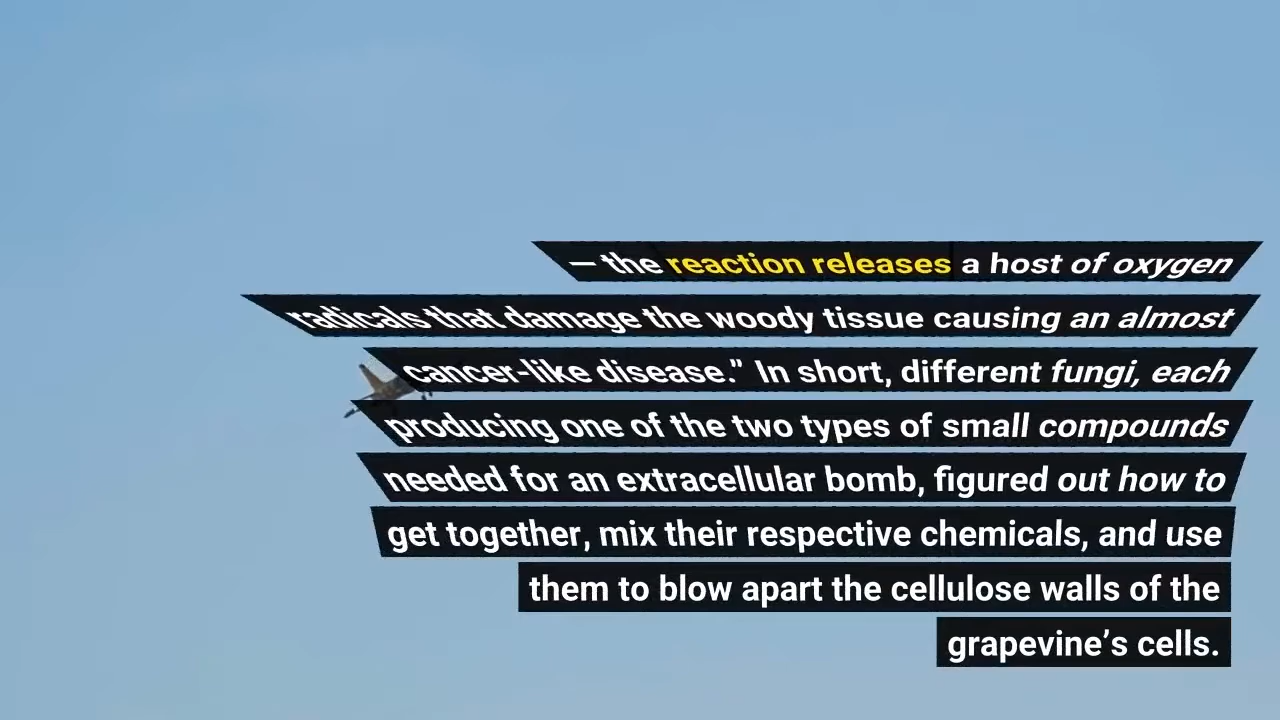 — the reaction releases a host of oxygen
radicals that damage the woody tissue causing an almost
cancer-like disease.” In short, different fungi, each
producing one of the two types of small compounds
needed for an extracellular bomb, figured out how to
get together, mix their respective chemicals, and use
them to blow apart the cellulose walls of the
grapevine’s cells.